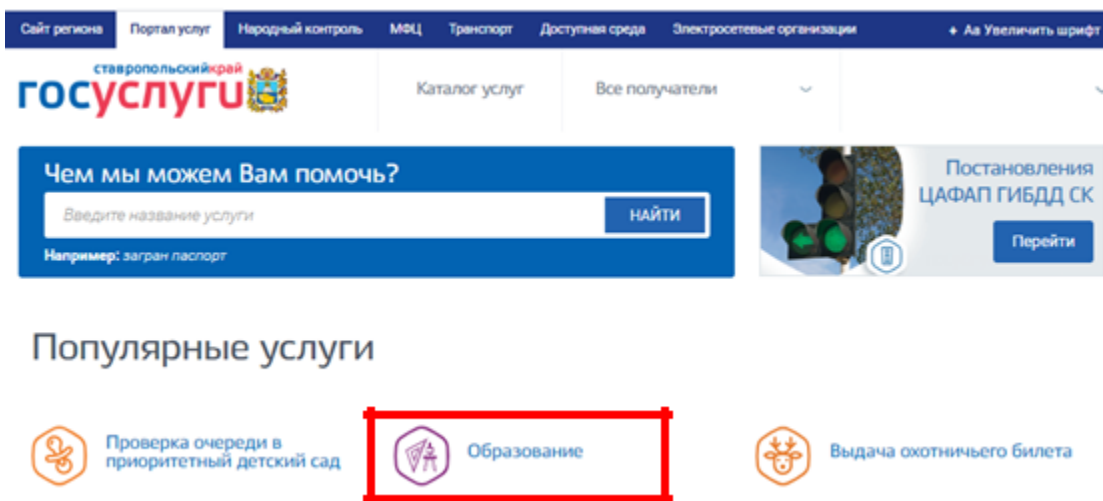 Сайт региона Портал услуг Народный контроль МФЦ Транспорт Доступная среда Электросетевые организации + Аа Увеличить шрифт
ставропольскийкрай
госуслуги
Каталог услуг Все получатели
Чем мы можем Вам помочь?
Введите название услуги НАЙТИ
Например: загран паспорт
Постановления
ЦАФАП ГИБДД СК
Перейти
Популярные услуги
Проверка очереди в
приоритетный детский сад
Образование
Выдача охотничьего билета